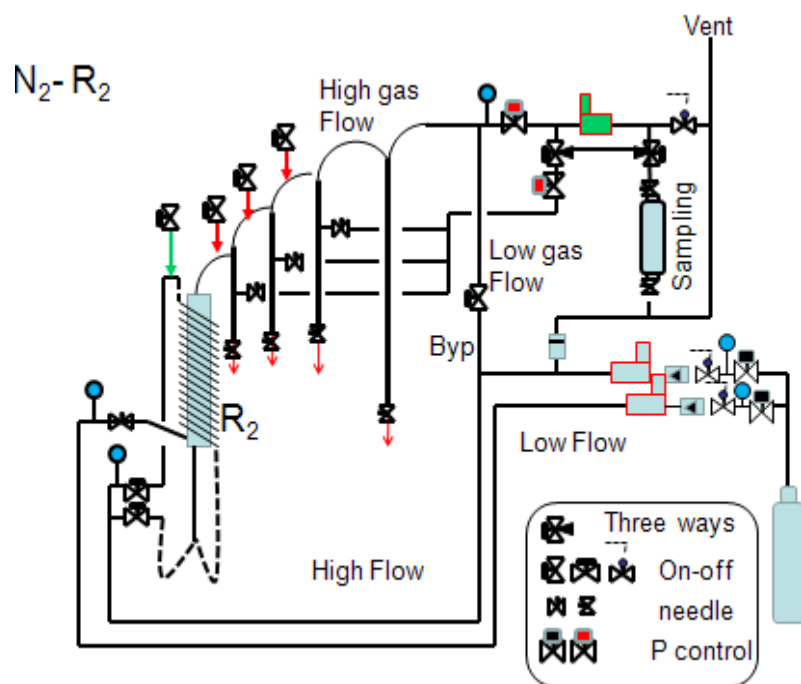 Vent
N2- R2
High gas
Flow
Sampling
Low gas
Flow
Byp
R2
Low Flow
High Flow
Three ways
On-off
needle
P control